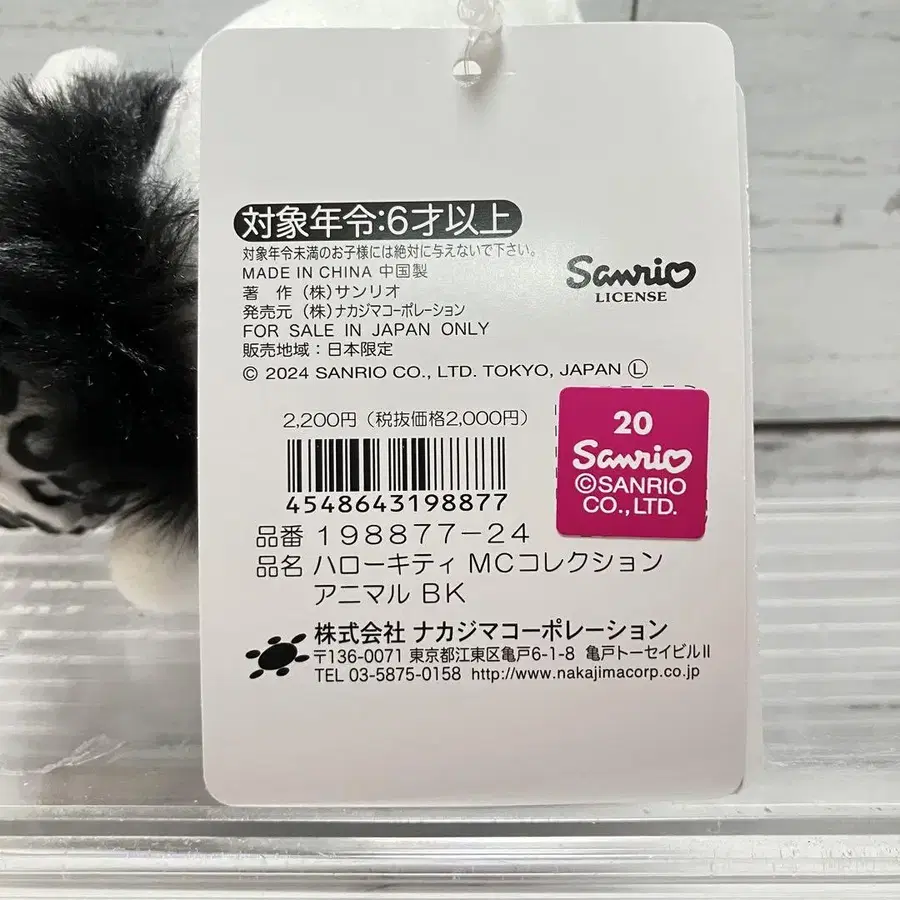 対象年令:6才以上
対象年令未満のお子様には絶対に与えないで下さい。
MADE IN CHINA 中国製
著 作 (株)サンリオ
発売元 (株)ナカジマコーポレーション
FOR SALE IN JAPAN ONLY
販売地域:日本限定
© 2024 SANRIO CO., LTD. TOKYO, JAPAN Ⓛ
Sanrio
LICENSE
2,200円(税抜価格2,000円)
4548643198877
20
Sanrio
©SANRIO
CO.,LTD.
品番 198877-24
品名 ハローキティ MCコレクション
アニマル BK
株式会社 ナカジマコーポレーション
〒136-0071 東京都江東区亀戸6-1-8 亀戸トーセイビルⅡ
TEL 03-5875-0158 http://www.nakajimacorp.co.jp